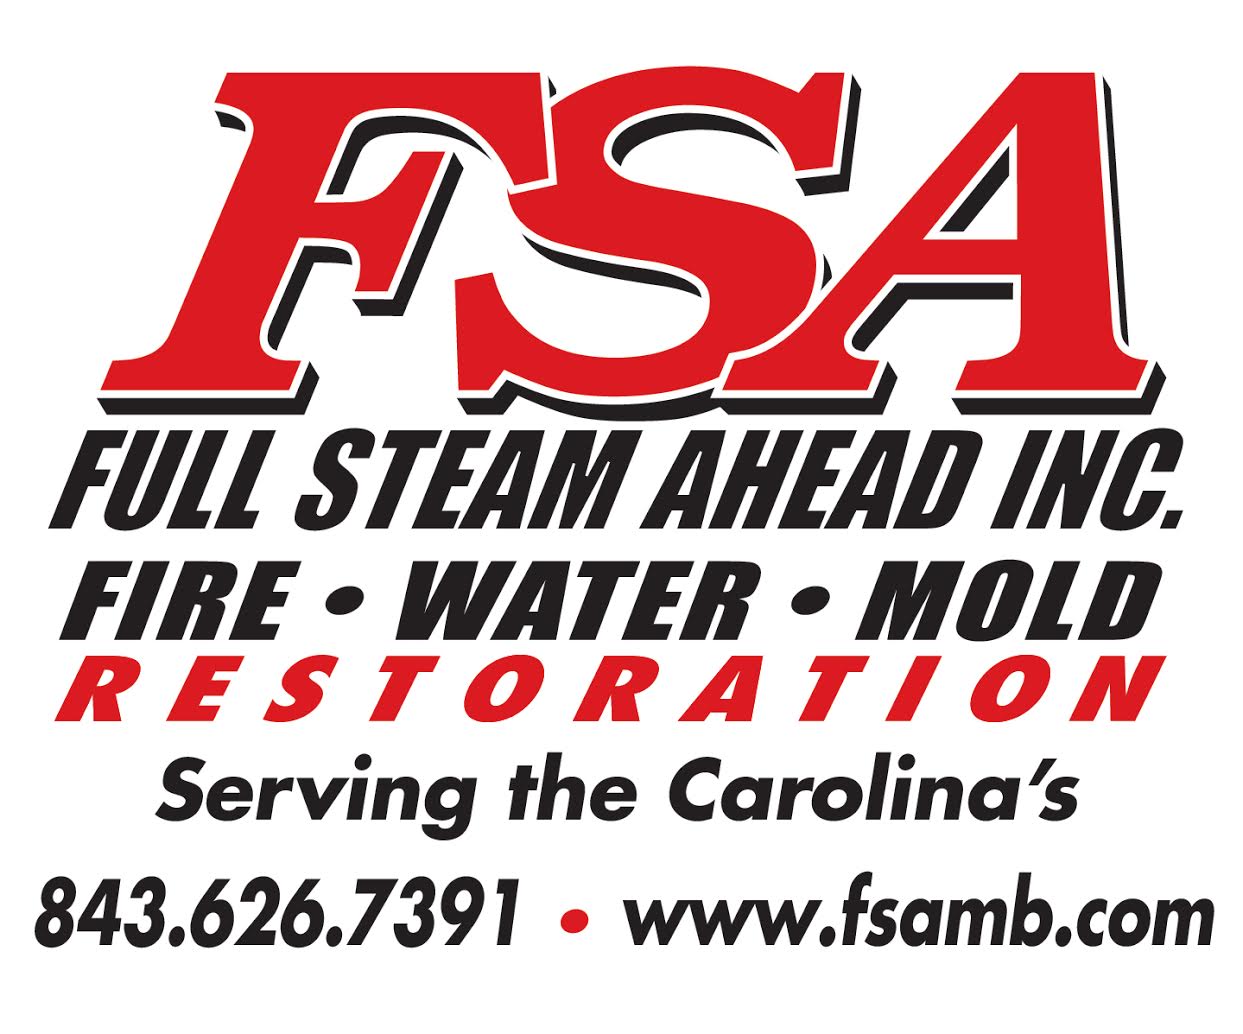 FSA
FULL STEAM AHEAD INC.
FIRE • WATER • MOLD
RESTORATION
Serving the Carolina's
843.626.7391 • www.fsamb.com